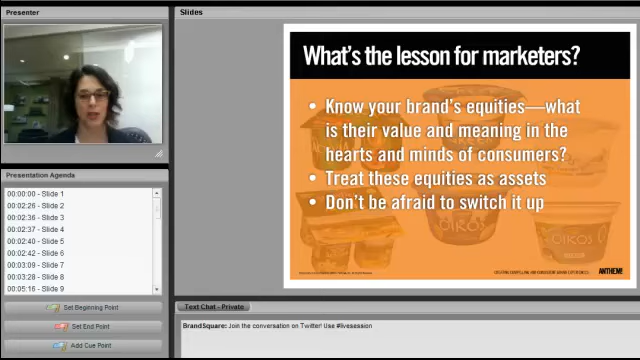 Presenter
Slides
What's the lesson for marketers?
• Know your brand's equities—what
is their value and meaning in the
hearts and minds of consumers?
• Treat these equities as assets
• Don't be afraid to switch it up
OIKOS
OIKOS
ANTHEM!
Presentation Agenda
00:00:00 - Slide 1
00:02:26 - Slide 2
00:02:36 - Slide 3
00:02:37 - Slide 4
00:02:40 - Slide 5
00:02:42 - Slide 6
00:03:09 - Slide 7
00:03:28 - Slide 8
00:05:16 - Slide 9
Set Beginning Point
Set End Point
Add Cue Point
Text Chat - Private
BrandSquare: Join the conversation on Twitter! Use #livesession